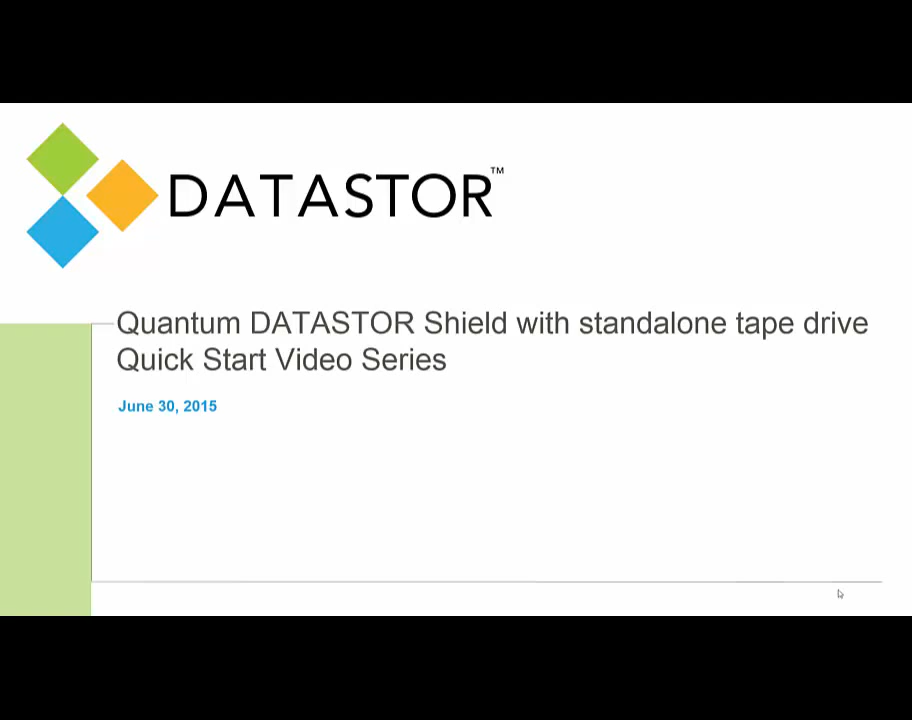 DATASTOR™
Quantum DATASTOR Shield with standalone tape drive
Quick Start Video Series
June 30, 2015